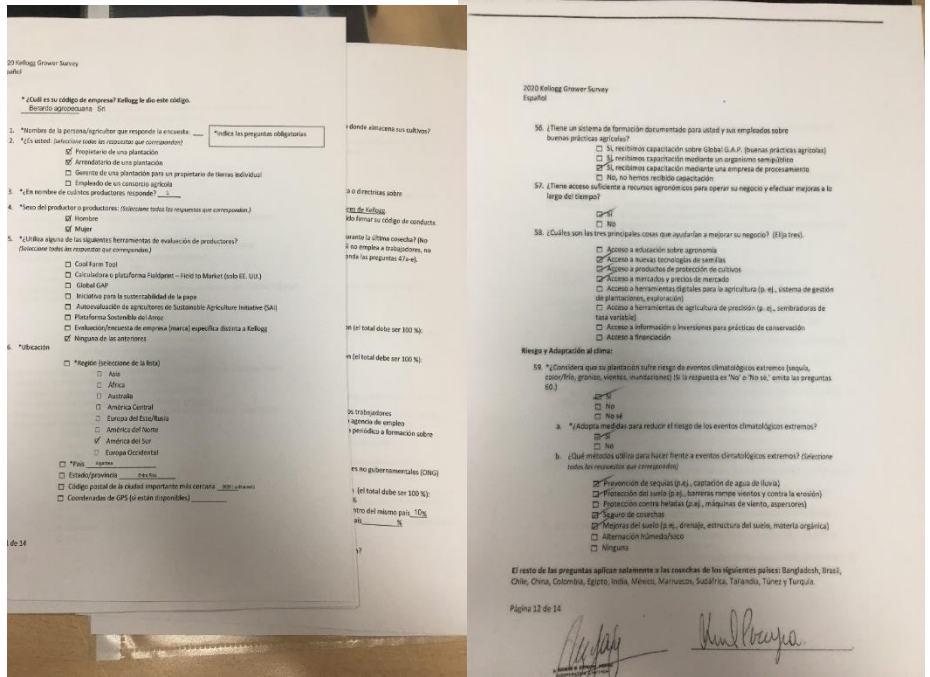 20 Kellogg Grower Survey
* ¿Cuál es su código de empresa? Kellogg le dio este código.
Berardo agropecuaria Srl
1. *Nombre de la persona/agricultor que responde la encuesta:
*Indica las preguntas obligatorias
2. *¿Es usted: (Seleccione todas las respuestas que correspondan)
Propietario de una plantación
Arrendatario de una plantación
Gerente de una plantación para un propietario de tierras individual
Empleado de un consorcio agrícola
3. *¿En nombre de cuántos productores responde?
4. *Sexo del productor o productores: (Seleccione todas las respuestas que correspondan.)
Hombre
Mujer
5. *¿Utiliza alguna de las siguientes herramientas de evaluación de productores?
(Seleccione todas las respuestas que correspondan.)
Cool Farm Tool
Calculadora o plataforma Fieldprint – Field to Market (solo EE. UU.)
Global GAP
Iniciativa para la sustentabilidad de la papa
Autoevaluación de agricultores de Sustainable Agriculture Initiative (SAI)
Plataforma Sostenible del Arroz
Evaluación/encuesta de empresa (marca) específica distinta a Kellogg
Ninguna de las anteriores
6. *Ubicación
*Región (seleccione de la lista)
Asia
África
Australia
América Central
Europa del Este/Rusia
América del Norte
América del Sur
Europa Occidental
*País Argentina
Estado/provincia Entre Ríos
Código postal de la ciudad importante más cercana
Coordenadas de GPS (si están disponibles)
de 14
donde almacena sus cultivos?
a o directrices sobre
de Kellogg
ido firmar su código de conducta
durante la última cosecha? (No
si no emplea a trabajadores, no
onda las preguntas 47a-e).
on (el total debe ser 100 %):
n (el total debe ser 100 %):
os trabajadores
agencia de empleo
periódico a formación sobre
es no gubernamentales (ONG)
(el total debe ser 100 %):
%
ntro del mismo país 10%
aís %
2020 Kellogg Grower Survey
Español
56. ¿Tiene un sistema de formación documentado para usted y sus empleados sobre
buenas prácticas agrícolas?
Sí, recibimos capacitación sobre Global G.A.P. (buenas prácticas agrícolas)
Sí, recibimos capacitación mediante un organismo semipúblico
Sí, recibimos capacitación mediante una empresa de procesamiento
No, no hemos recibido capacitación
57. ¿Tiene acceso suficiente a recursos agronómicos para operar su negocio y efectuar mejoras a lo
largo del tiempo?
Sí
No
58. ¿Cuáles son las tres principales cosas que ayudarían a mejorar su negocio? (Elija tres).
Acceso a educación sobre agronomía
Acceso a nuevas tecnologías de semillas
Acceso a productos de protección de cultivos
Acceso a mercados y precios de mercado
Acceso a herramientas digitales para la agricultura (p. ej., sistema de gestión
de plantaciones, exploración)
Acceso a herramientas de agricultura de precisión (p. ej., sembradoras de
tasa variable)
Acceso a información o inversiones para prácticas de conservación
Acceso a financiación
Riesgo y Adaptación al clima:
59. *¿Considera que su plantación sufre riesgo de eventos climatológicos extremos (sequía,
calor/frío, granizo, vientos, inundaciones) (Si la respuesta es 'No' o 'No sé,' omita las preguntas
60.)
Sí
No
No sé
a. *¿Adopta medidas para reducir el riesgo de los eventos climatológicos extremos?
Sí
No
b. ¿Qué métodos utiliza para hacer frente a eventos climatológicos extremos? (Seleccione
todas las respuestas que correspondan)
Prevención de sequías (p.ej., captación de agua de lluvia)
Protección del suelo (p.ej., barreras rompe vientos y contra la erosión)
Protección contra heladas (p.ej., máquinas de viento, aspersores)
Seguro de cosechas
Mejoras del suelo (p.ej., drenaje, estructura del suelo, materia orgánica)
Alternación húmedo/seco
Ninguna
El resto de las preguntas aplican solamente a las cosechas de los siguientes países: Bangladesh, Brasil,
Chile, China, Colombia, Egipto, India, México, Marruecos, Sudáfrica, Tailandia, Túnez y Turquía.
Página 12 de 14